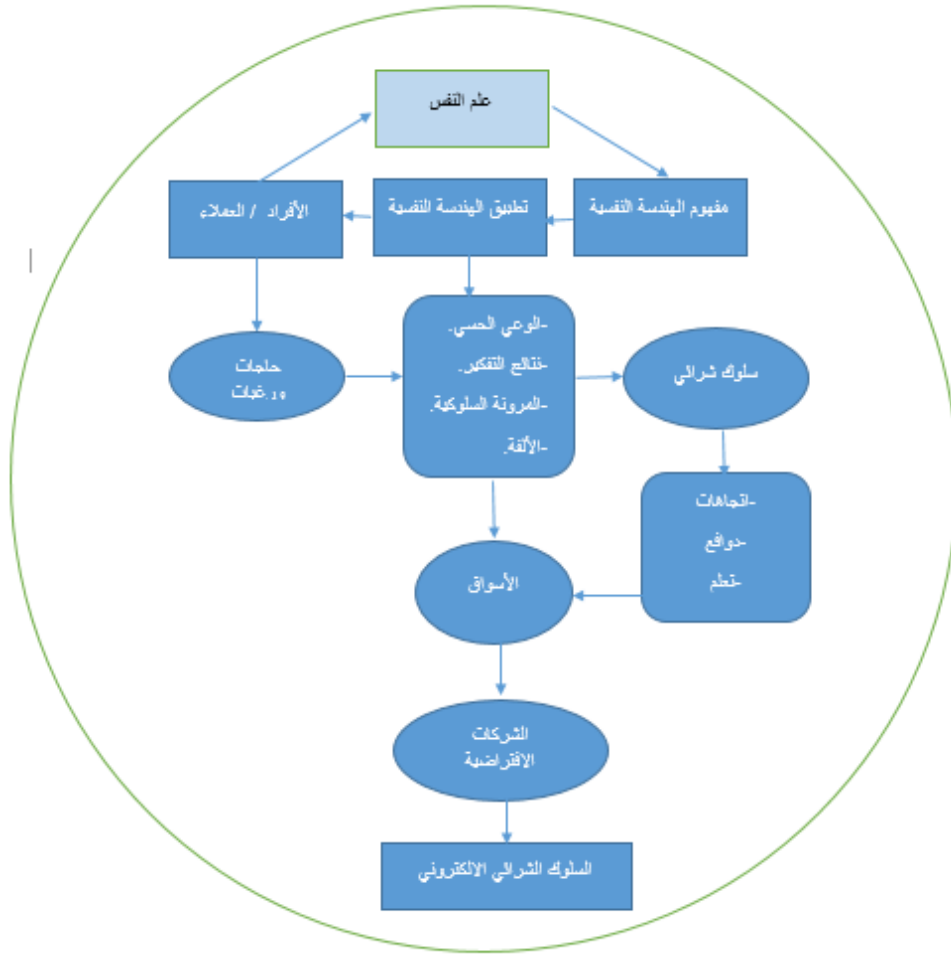 علم النفس
مفهوم الهندسة النفسية
تطبيق الهندسة النفسية
الأفراد / العملاء
-الوعي الحسي.
-نتائج التفكير.
-المرونة السلوكية.
-الألفة.
سلوك شرائي
حاجات
ورغبات
-اتجاهات
-دوافع
-تعلم
الأسواق
الشركات
الافتراضية
السلوك الشرائي الالكتروني